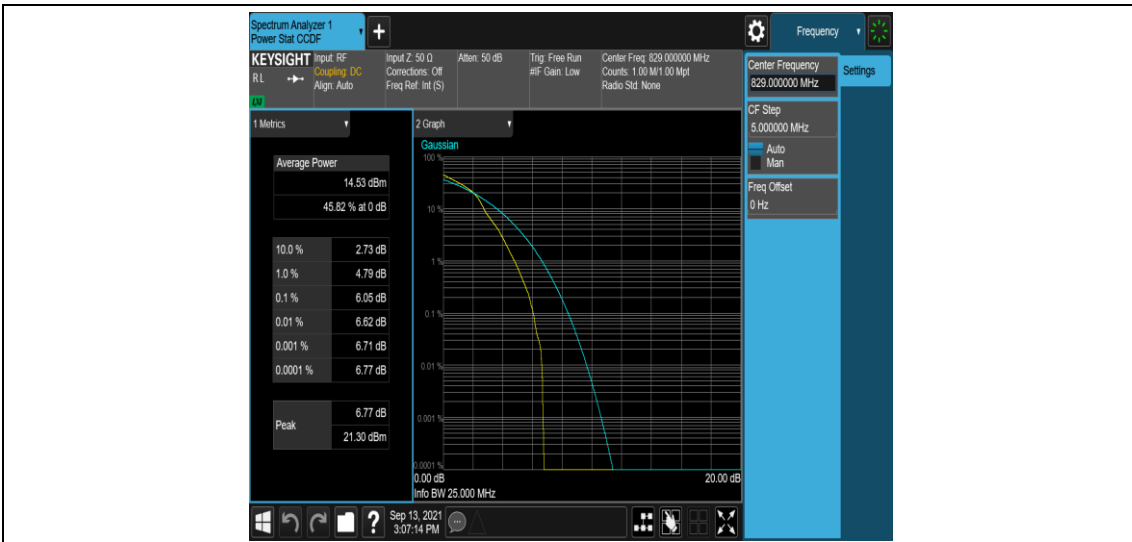 Spectrum Analyzer 1
Power Stat CCDF
+
Frequency
KEYSIGHT
Input: RF
Coupling: DC
Align: Auto
RL
LXI
Input Z: 50 Ω
Corrections: Off
Freq Ref: Int (S)
Atten: 50 dB
Trig: Free Run
#IF Gain: Low
Center Freq: 829.000000 MHz
Counts: 1.00 M/1.00 Mpt
Radio Std: None
Center Frequency
829.000000 MHz
Settings
CF Step
5.000000 MHz
Auto
Man
Freq Offset
0 Hz
1 Metrics
Average Power
14.53 dBm
45.82 % at 0 dB
10.0 % 2.73 dB
1.0 % 4.79 dB
0.1 % 6.05 dB
0.01 % 6.62 dB
0.001 % 6.71 dB
0.0001 % 6.77 dB
Peak
6.77 dB
21.30 dBm
2 Graph
Gaussian
100 %
10 %
1 %
0.1 %
0.01 %
0.001 %
0.0001 %
0.00 dB 20.00 dB
Info BW 25.000 MHz
?
Sep 13, 2021
3:07:14 PM